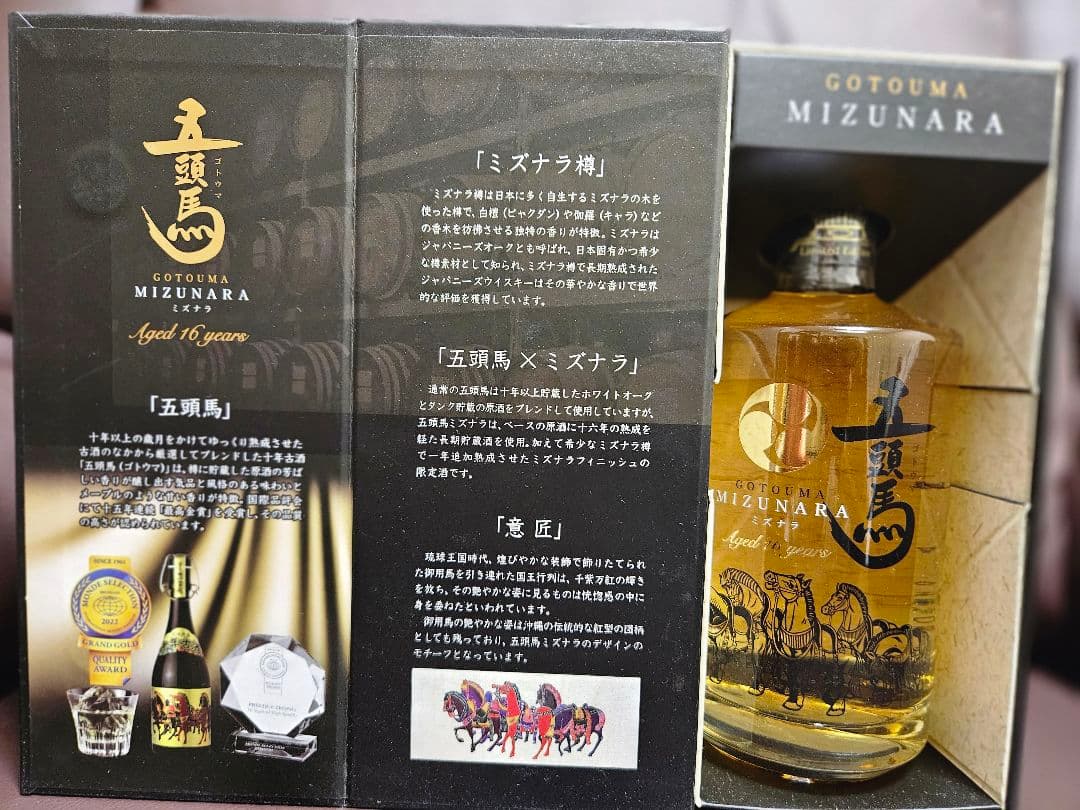 五頭馬
ゴトウマ
GOTOUMA
MIZUNARA
ミズナラ
Aged 16 years
「五頭馬」
十年以上の歳月をかけてゆっくり熟成させた
古酒のなかから厳選してブレンドした十年古酒
「五頭馬(ゴトウマ)」は、樽に貯蔵した原酒の芳ば
しい香りが醸し出す気品と風格のある味わいと
メープルのような甘い香りが特徴。国際品評会
にて十五年連続「最高金賞」を受賞し、その品質
の高さが認められています。
SINCE 1961
MONDE SELECTION
2022
GRAND GOLD
QUALITY
AWARD
「ミズナラ樽」
ミズナラ樽は日本に多く自生するミズナラの木を
使った樽で、白檀(ビャクダン)や伽羅(キャラ)など
の香木を彷彿させる独特の香りが特徴。ミズナラは
ジャパニーズオークとも呼ばれ、日本固有かつ希少
な樽素材として知られ、ミズナラ樽で長期熟成された
ジャパニーズウイスキーはその華やかな香りで世界
的な評価を獲得しています。
「五頭馬×ミズナラ」
通常の五頭馬は十年以上貯蔵したホワイトオーク
とタンク貯蔵の原酒をブレンドして使用していますが、
五頭馬ミズナラは、ベースの原酒に十六年の熟成を
経た長期貯蔵酒を使用。加えて希少なミズナラ樽
で一年追加熟成させたミズナラフィニッシュの
限定酒です。
「意匠」
琉球王国時代、煌びやかな装飾で飾りたてられ
た御用馬を引き連れた国王行列は、千紫万紅の輝き
を放ち、その艶やかな姿に見るものは恍惚感の中に
身を委ねたといわれています。
御用馬の艶やかな姿は沖縄の伝統的な紅型の図柄
としても残っており、五頭馬ミズナラのデザインの
モチーフとなっています。
GOTOUMA
MIZUNARA
Limited Edition
五頭馬
ゴトウマ
GOTOUMA
MIZUNARA
ミズナラ
Aged 16 years